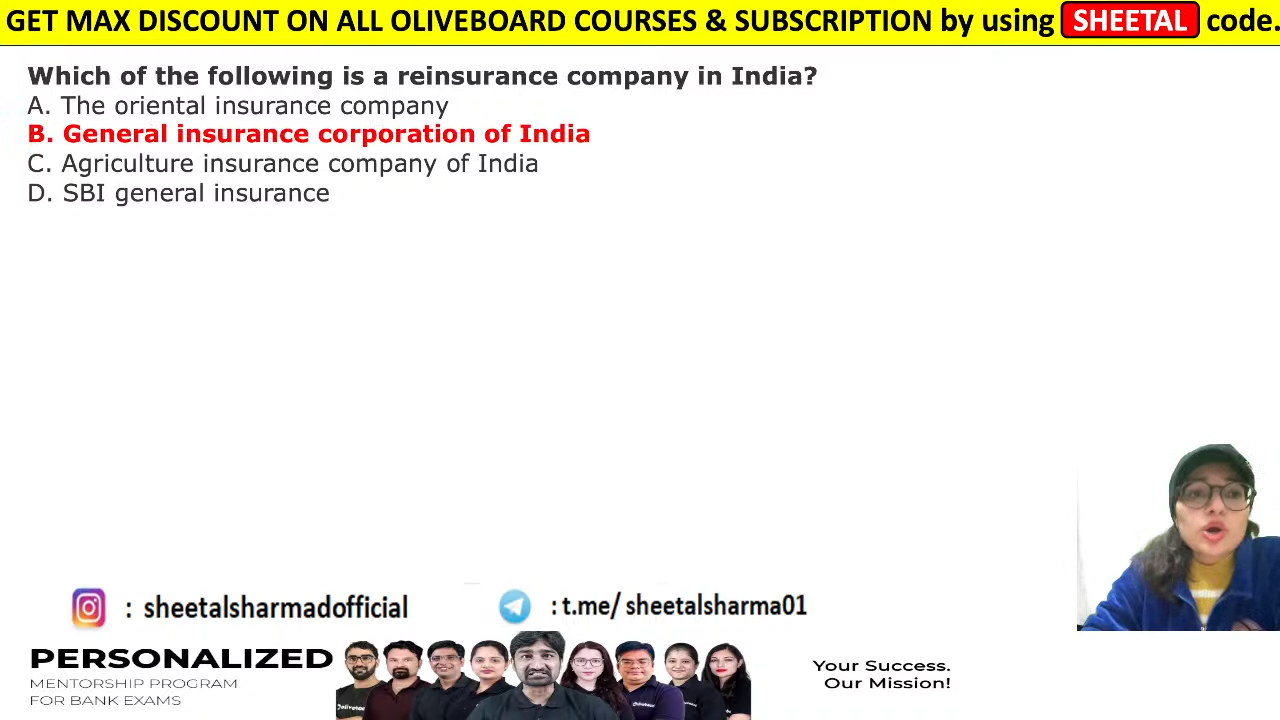 GET MAX DISCOUNT ON ALL OLIVEBOARD COURSES & SUBSCRIPTION by using SHEETAL code.
Which of the following is a reinsurance company in India?
A. The oriental insurance company
B. General insurance corporation of India
C. Agriculture insurance company of India
D. SBI general insurance
: sheetalsharmadofficial
: t.me/ sheetalsharma01
PERSONALIZED
MENTORSHIP PROGRAM
FOR BANK EXAMS
Your Success.
Our Mission!